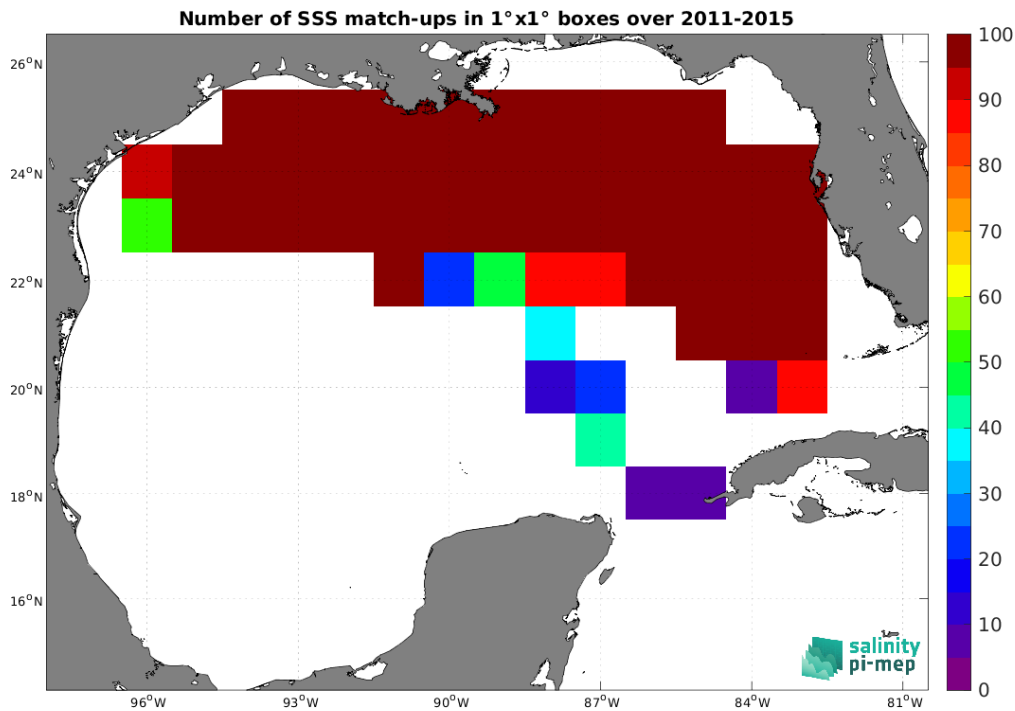 Number of SSS match-ups in 1°x1° boxes over 2011-2015
26°N
24°N
22°N
20°N
18°N
16°N
96°W
93°W
90°W
87°W
84°W
81°W
100
90
80
70
60
50
40
30
20
10
0
salinity
pi-mep